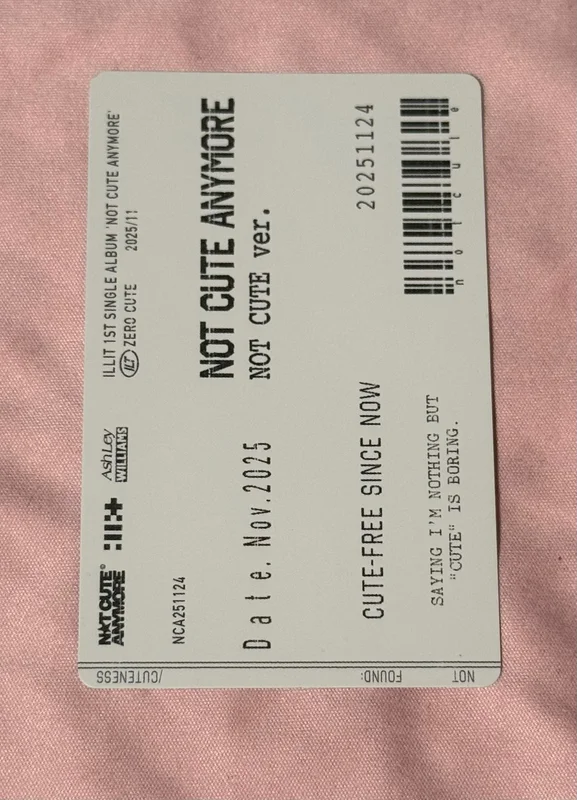 N✢T CUTE®
ANYMORE
Ashley
WILLIAMS
ILLIT 1ST SINGLE ALBUM 'NOT CUTE ANYMORE'
ILT ZERO CUTE 2025/11
NCA251124
NOT CUTE ANYMORE
Date. Nov.2025
NOT CUTE ver.
CUTE-FREE SINCE NOW
20251124
SAYING I'M NOTHING BUT
"CUTE" IS BORING.
notcute
NOT FOUND: /CUTENESS